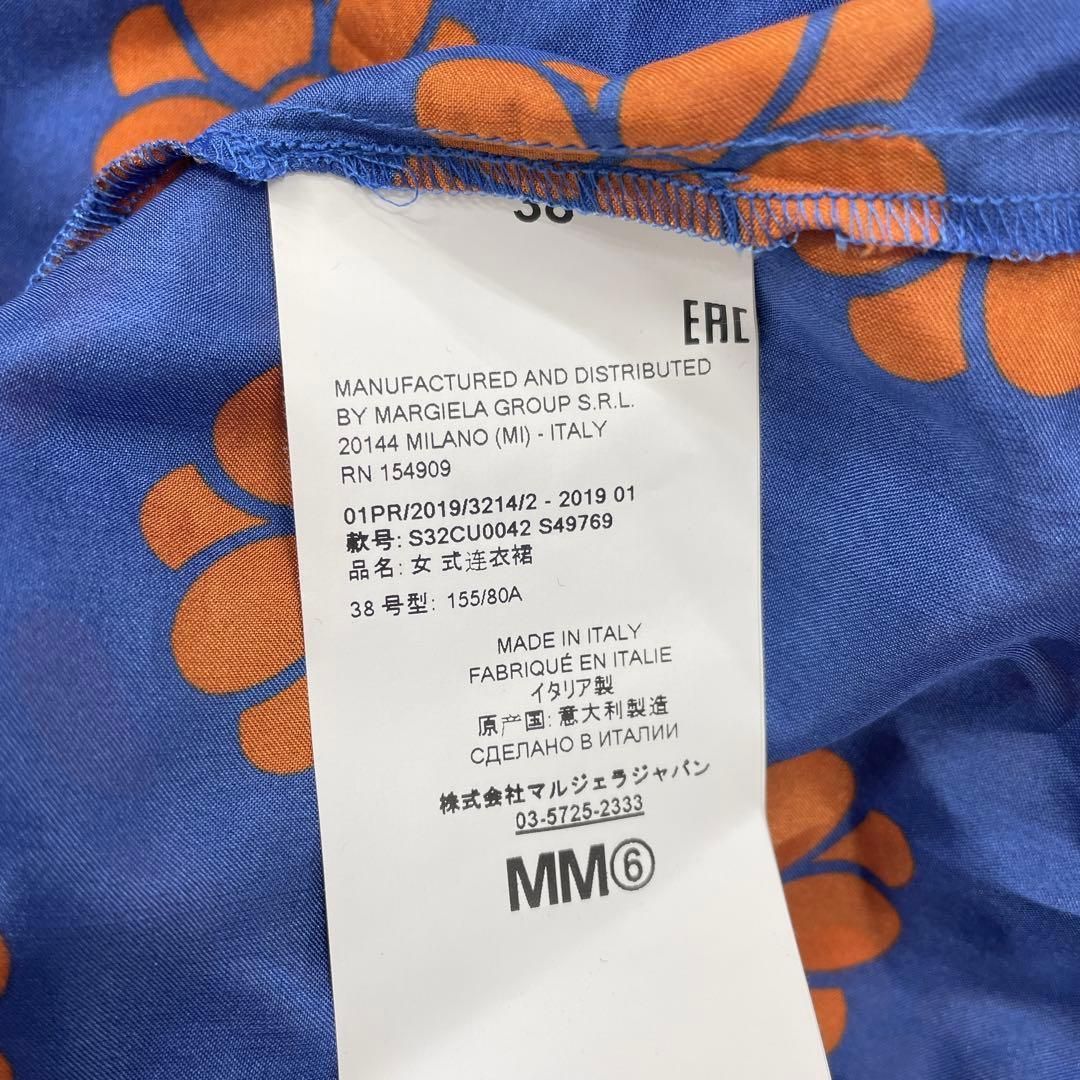 38
EAC
MANUFACTURED AND DISTRIBUTED
BY MARGIELA GROUP S.R.L.
20144 MILANO (MI) - ITALY
RN 154909
01PR/2019/3214/2 - 2019 01
款号: S32CU0042 S49769
品名: 女 式连衣裙
38 号型: 155/80A
MADE IN ITALY
FABRIQUÉ EN ITALIE
イタリア製
原产国: 意大利製造
СДЕЛАНО В ИТАЛИИ
株式会社マルジェラジャパン
03-5725-2333
MM⑥